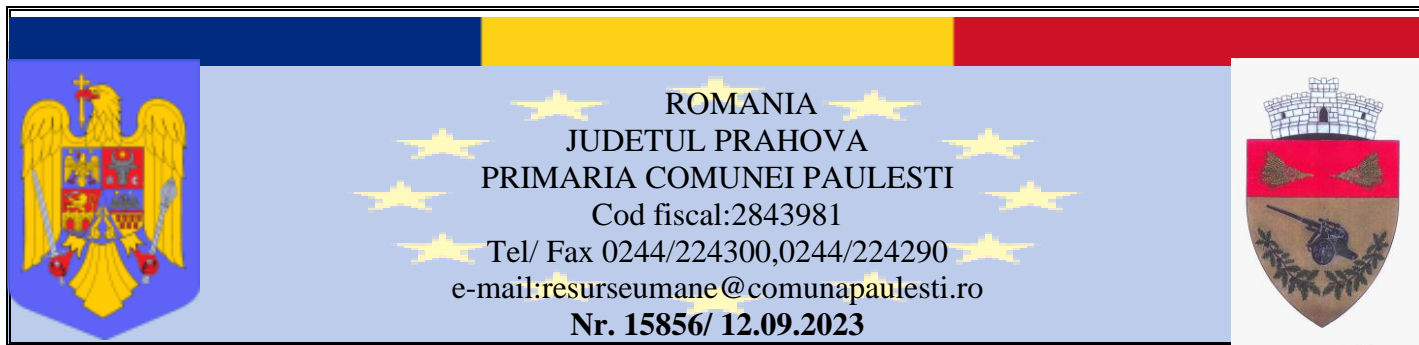 ROMANIA
JUDETUL PRAHOVA
PRIMARIA COMUNEI PAULESTI
Cod fiscal:2843981
Tel/ Fax 0244/224300,0244/224290
e-mail:resurseumane@comunapaulesti.ro
Nr. 15856/ 12.09.2023